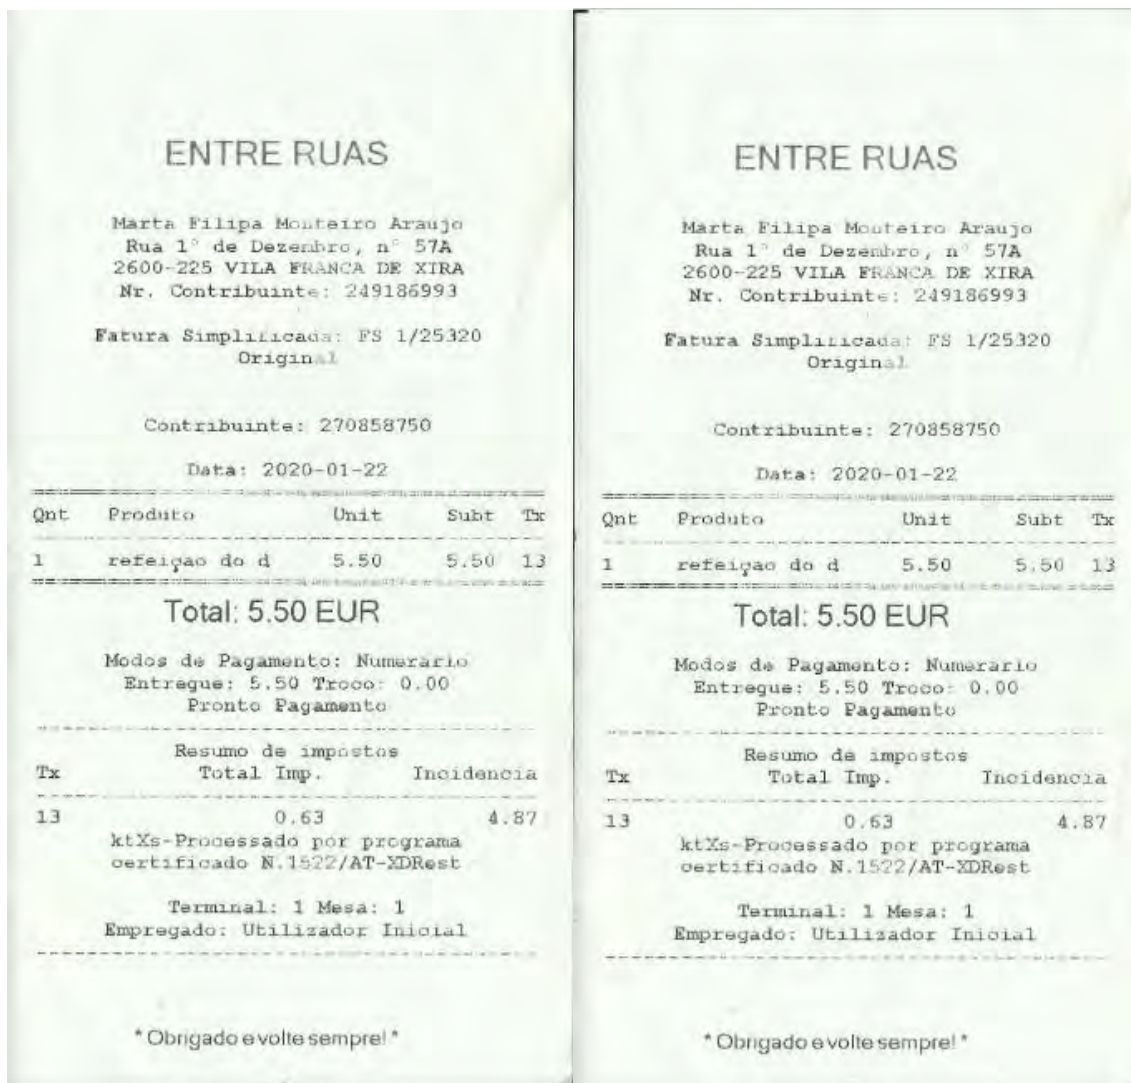 ENTRE RUAS
Marta Filipa Monteiro Araujo
Rua 1º de Dezembro, nº 57A
2600-225 VILA FRANCA DE XIRA
Nr. Contribuinte: 249186993
Fatura Simplificada: FS 1/25320
Original
Contribuinte: 270858750
Data: 2020-01-22
Qnt Produto Unit Subt Tx
1 refeiçao do d 5.50 5.50 13
Total: 5.50 EUR
Modos de Pagamento: Numerario
Entregue: 5.50 Troco: 0.00
Pronto Pagamento
Resumo de impostos
Tx Total Imp. Incidencia
13 0.63 4.87
ktXs-Processado por programa
certificado N.1522/AT-XDRest
Terminal: 1 Mesa: 1
Empregado: Utilizador Inicial
* Obrigado e volte sempre! *
ENTRE RUAS
Marta Filipa Monteiro Araujo
Rua 1º de Dezembro, nº 57A
2600-225 VILA FRANCA DE XIRA
Nr. Contribuinte: 249186993
Fatura Simplificada: FS 1/25320
Original
Contribuinte: 270858750
Data: 2020-01-22
Qnt Produto Unit Subt Tx
1 refeiçao do d 5.50 5.50 13
Total: 5.50 EUR
Modos de Pagamento: Numerario
Entregue: 5.50 Troco: 0.00
Pronto Pagamento
Resumo de impostos
Tx Total Imp. Incidencia
13 0.63 4.87
ktXs-Processado por programa
certificado N.1522/AT-XDRest
Terminal: 1 Mesa: 1
Empregado: Utilizador Inicial
* Obrigado e volte sempre! *